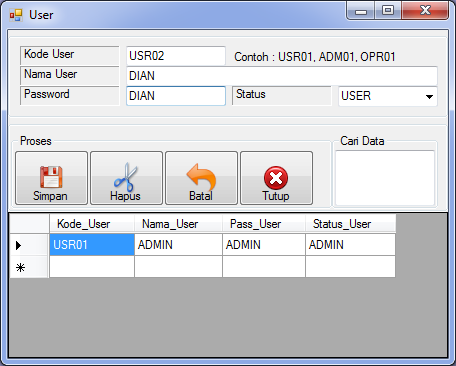 User
Kode User USR02 Contoh : USR01, ADM01, OPR01
Nama User DIAN
Password DIAN Status USER
Proses Cari Data
Simpan Hapus Batal Tutup
Kode_User Nama_User Pass_User Status_User
USR01 ADMIN ADMIN ADMIN